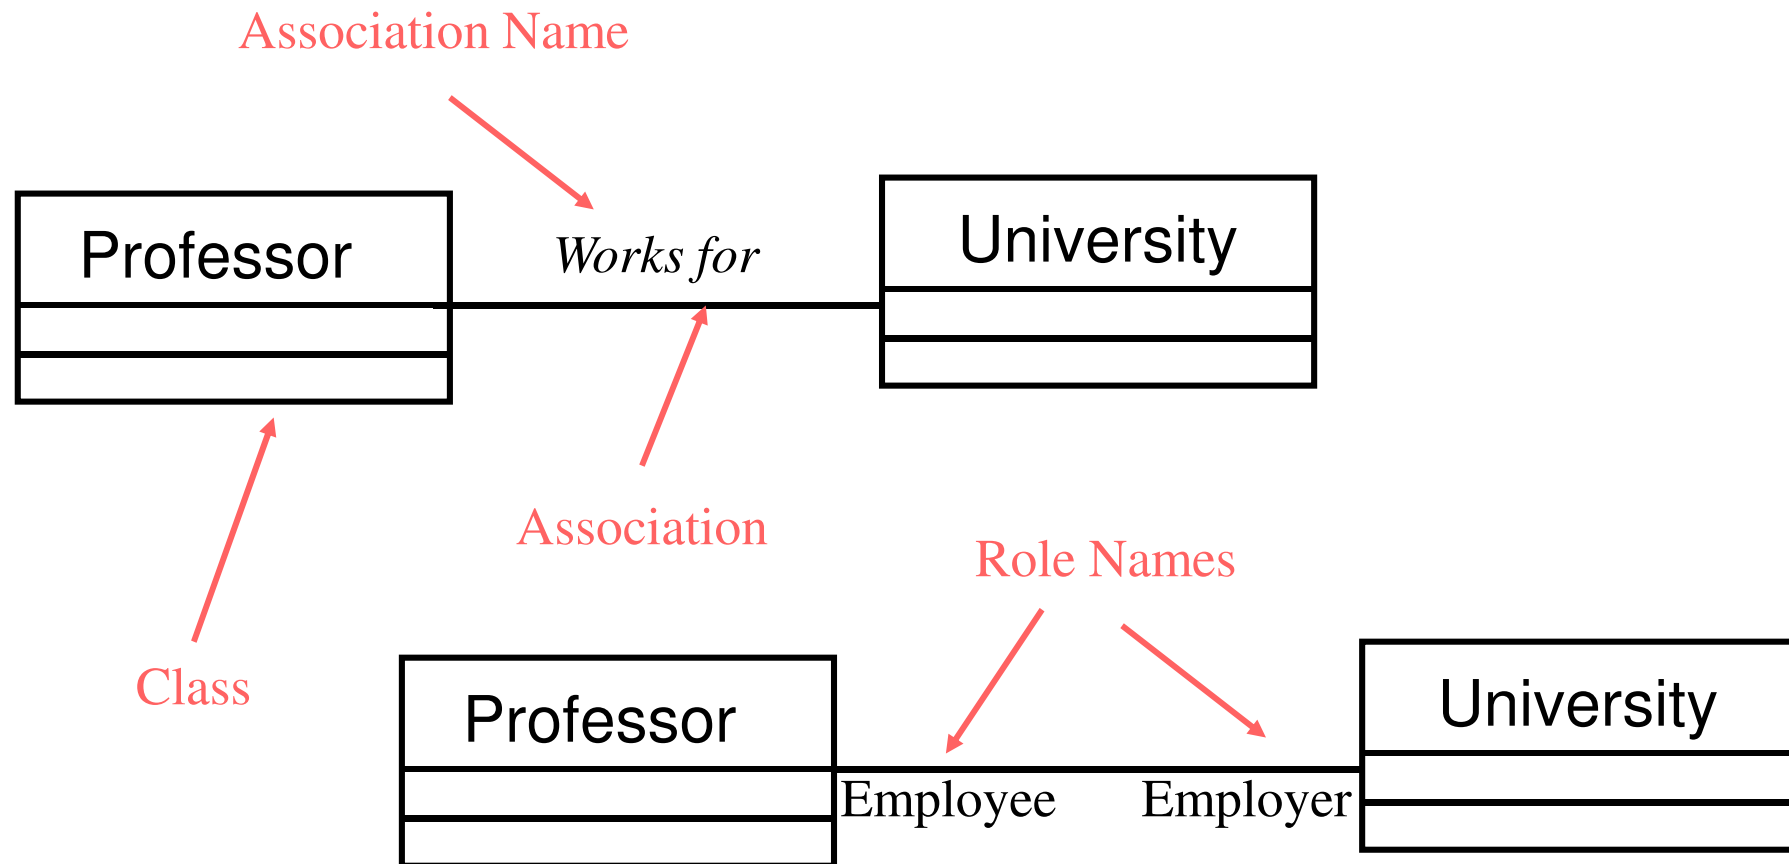 Association Name
Professor
Works for
University
Association
Role Names
Class
Professor
University
Employee
Employer